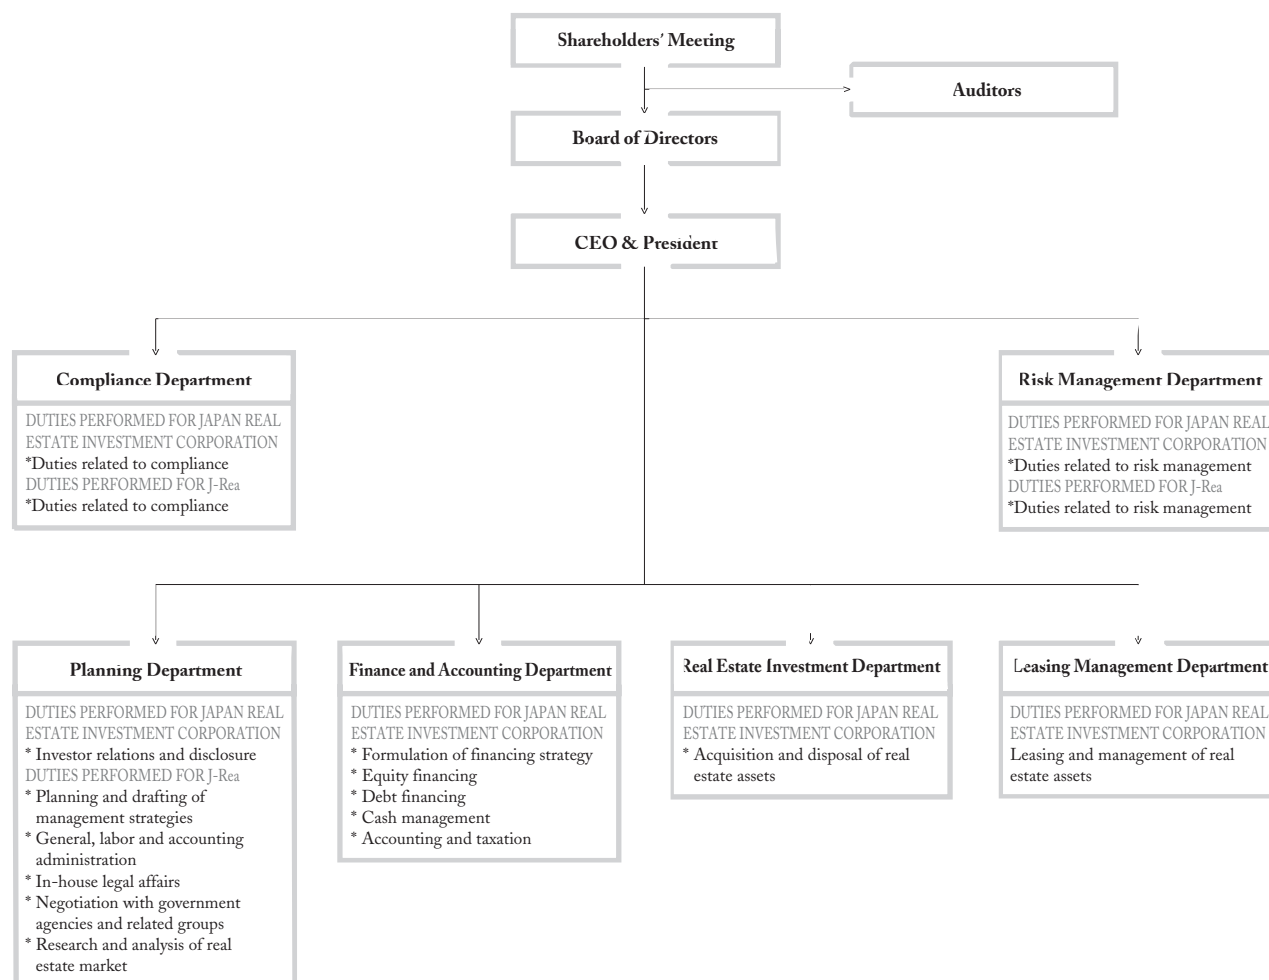 Shareholders' Meeting
Auditors
Board of Directors
CEO & President
Compliance Department
DUTIES PERFORMED FOR JAPAN REAL
ESTATE INVESTMENT CORPORATION
*Duties related to compliance
DUTIES PERFORMED FOR J-Rea
*Duties related to compliance
Risk Management Department
DUTIES PERFORMED FOR JAPAN REAL
ESTATE INVESTMENT CORPORATION
*Duties related to risk management
DUTIES PERFORMED FOR J-Rea
*Duties related to risk management
Planning Department
DUTIES PERFORMED FOR JAPAN REAL
ESTATE INVESTMENT CORPORATION
* Investor relations and disclosure
DUTIES PERFORMED FOR J-Rea
* Planning and drafting of
management strategies
* General, labor and accounting
administration
* In-house legal affairs
* Negotiation with government
agencies and related groups
* Research and analysis of real
estate market
Finance and Accounting Department
DUTIES PERFORMED FOR JAPAN REAL
ESTATE INVESTMENT CORPORATION
* Formulation of financing strategy
* Equity financing
* Debt financing
* Cash management
* Accounting and taxation
Real Estate Investment Department
DUTIES PERFORMED FOR JAPAN REAL
ESTATE INVESTMENT CORPORATION
* Acquisition and disposal of real
estate assets
Leasing Management Department
DUTIES PERFORMED FOR JAPAN REAL
ESTATE INVESTMENT CORPORATION
Leasing and management of real
estate assets